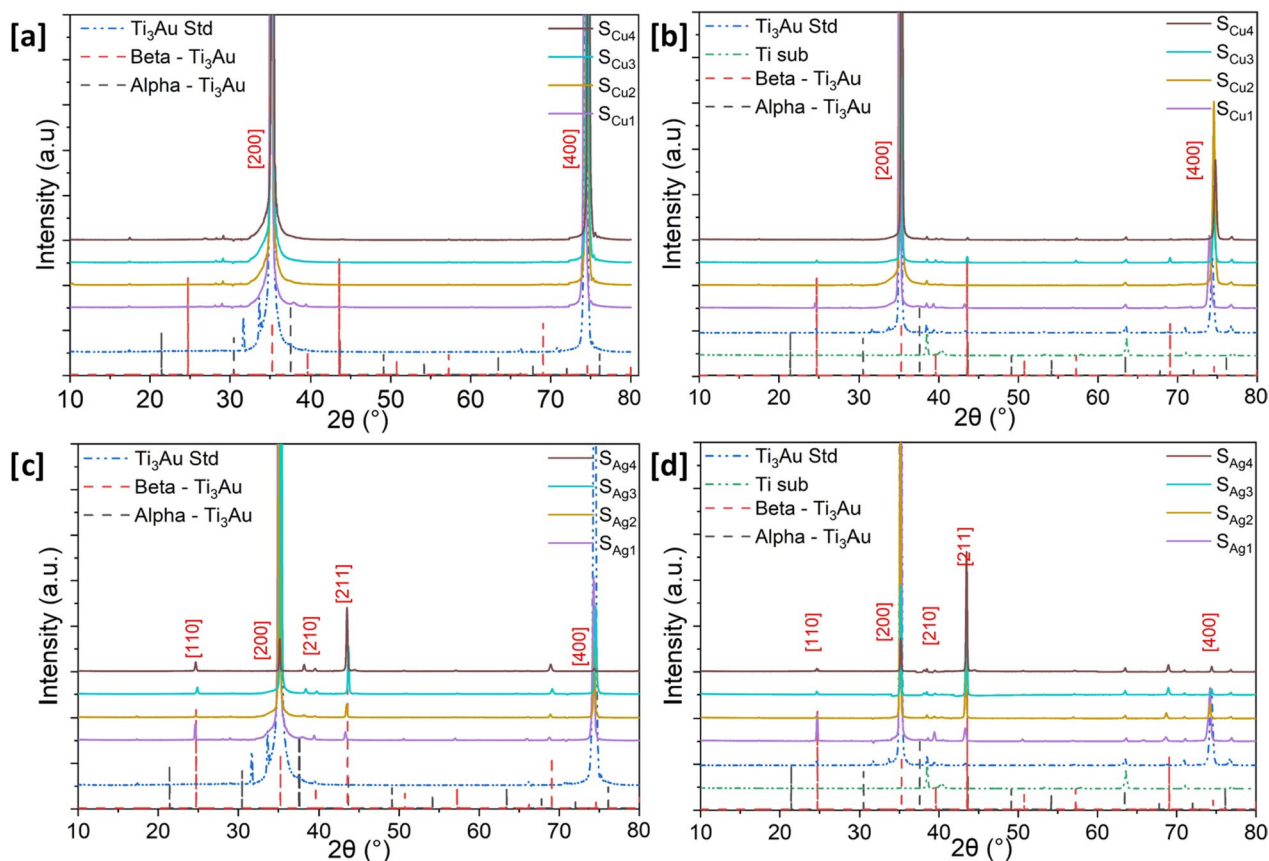 [a]
Ti3Au Std
Beta - Ti3Au
Alpha - Ti3Au
SCu4
SCu3
SCu2
SCu1
[200]
[400]
Intensity (a.u)
10 20 30 40 50 60 70 80
2θ (°)
[b]
Ti3Au Std
Ti sub
Beta - Ti3Au
Alpha - Ti3Au
SCu4
SCu3
SCu2
SCu1
[200]
[400]
Intensity (a.u)
10 20 30 40 50 60 70 80
2θ (°)
[c]
Ti3Au Std
Beta - Ti3Au
Alpha - Ti3Au
SAg4
SAg3
SAg2
SAg1
[110]
[200]
[210]
[211]
[400]
Intensity (a.u.)
10 20 30 40 50 60 70 80
2θ (°)
[d]
Ti3Au Std
Ti sub
Beta - Ti3Au
Alpha - Ti3Au
SAg4
SAg3
SAg2
SAg1
[110]
[200]
[210]
[211]
[400]
Intensity (a.u.)
10 20 30 40 50 60 70 80
2θ (°)